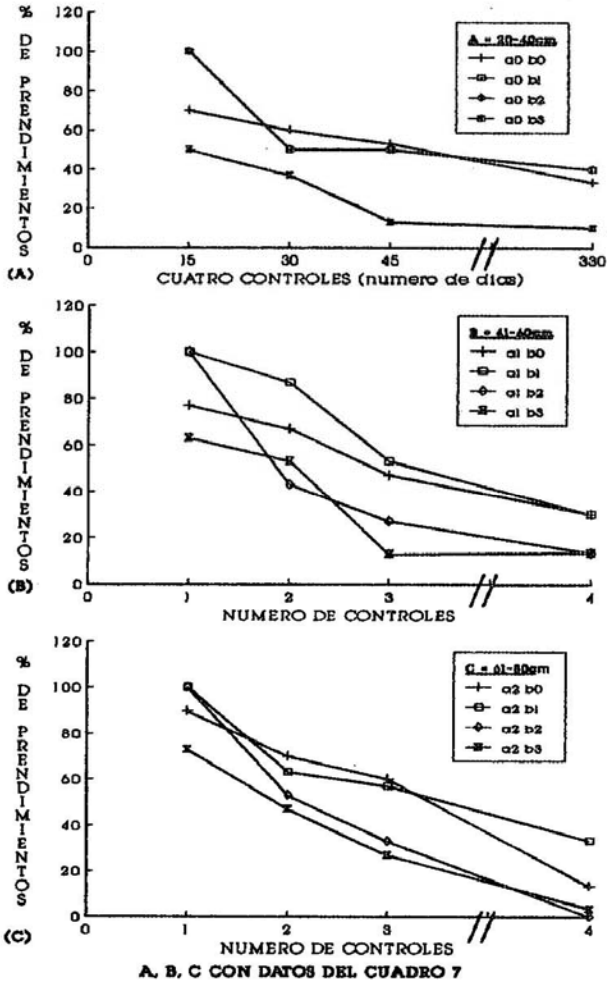 % DE PRENDIMIENTOS
120
100
80
60
40
20
0
A = 20-40cm
a0 b0
a0 b1
a0 b2
a0 b3
0 15 30 45 330
(A) CUATRO CONTROLES (numero de dias)
% DE PRENDIMIENTOS
120
100
80
60
40
20
0
B = 41-60cm
a1 b0
a1 b1
a1 b2
a1 b3
0 1 2 3 4
(B) NUMERO DE CONTROLES
% DE PRENDIMIENTOS
120
100
80
60
40
20
0
C = 61-80cm
a2 b0
a2 b1
a2 b2
a2 b3
0 1 2 3 4
(C) NUMERO DE CONTROLES
A, B, C CON DATOS DEL CUADRO 7